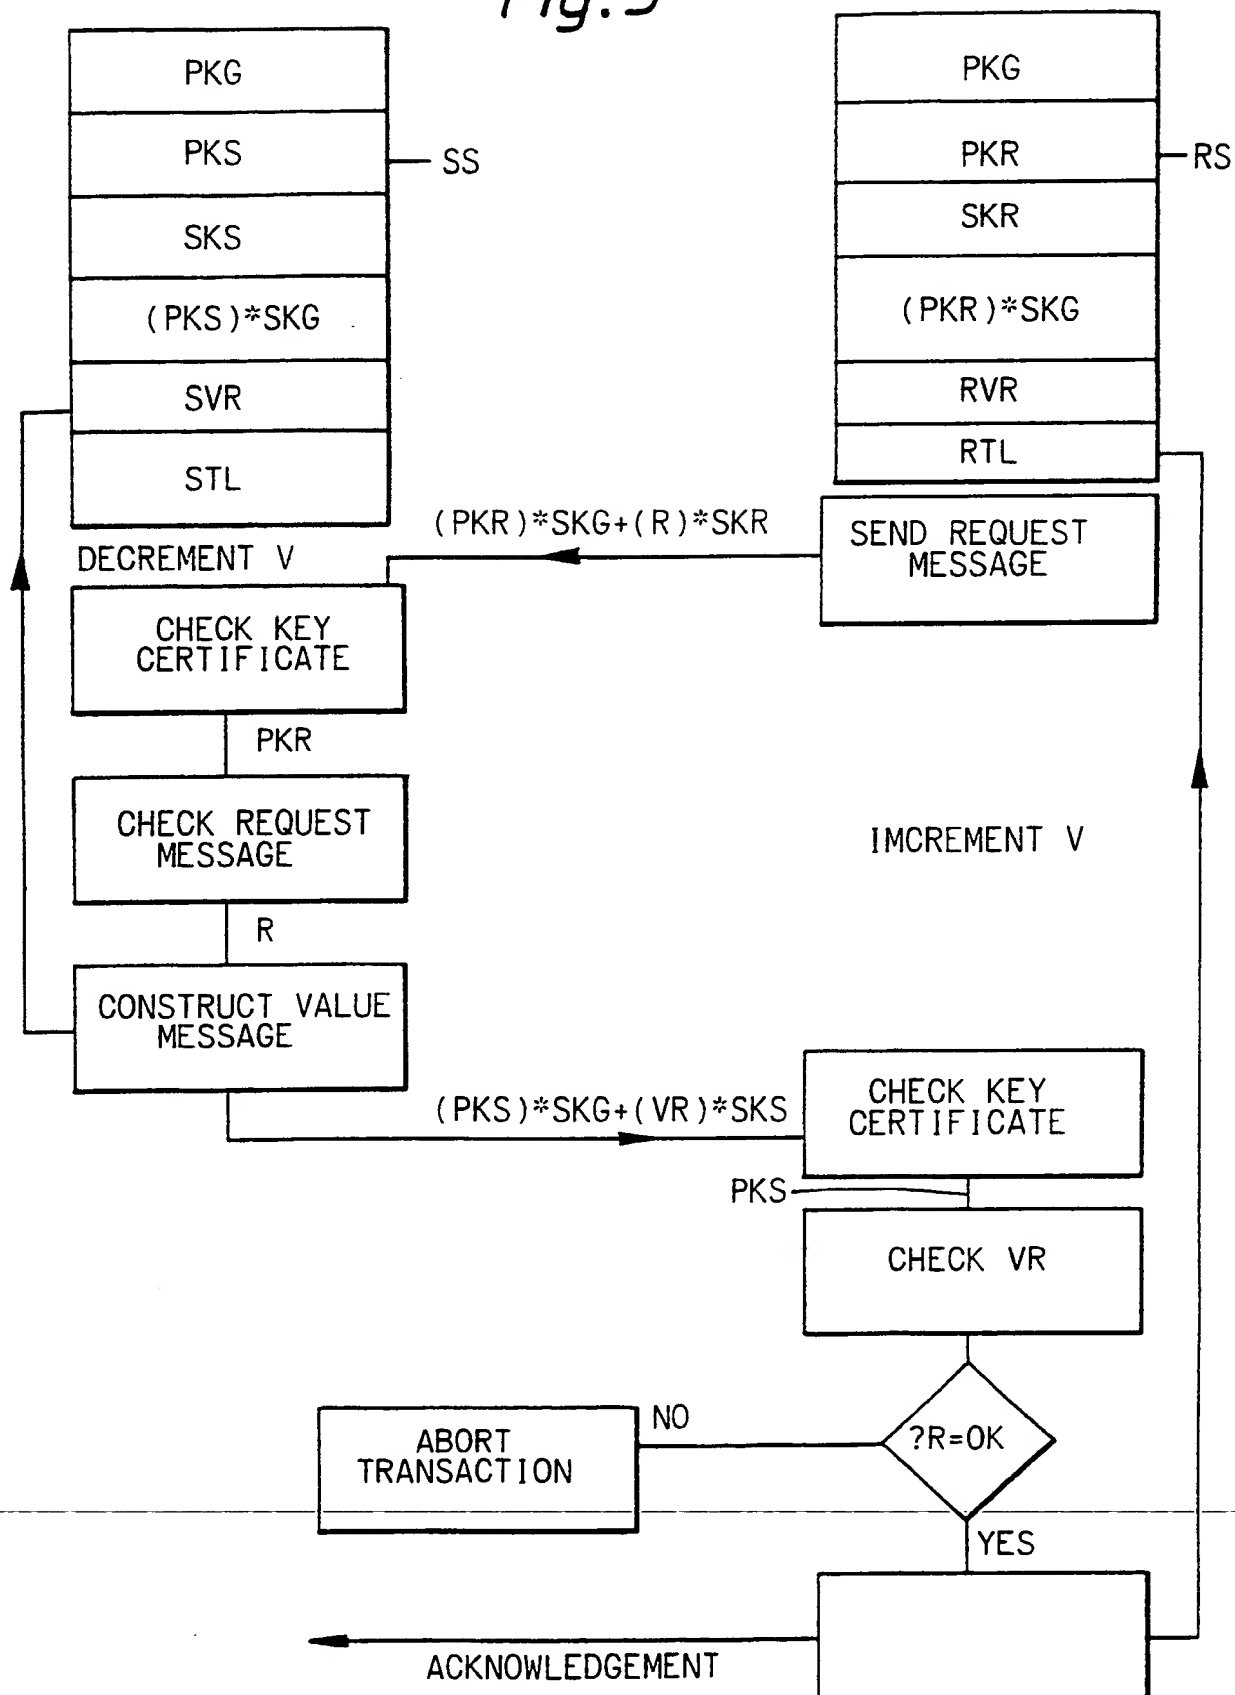 Fig. 5
PKG
PKS
SS
SKS
(PKS)*SKG
SVR
STL
PKG
PKR
RS
SKR
(PKR)*SKG
RVR
RTL
(PKR)*SKG+(R)*SKR
SEND REQUEST
MESSAGE
DECREMENT V
CHECK KEY
CERTIFICATE
PKR
CHECK REQUEST
MESSAGE
IMCREMENT V
R
CONSTRUCT VALUE
MESSAGE
(PKS)*SKG+(VR)*SKS
CHECK KEY
CERTIFICATE
PKS
CHECK VR
?R=OK
NO
ABORT
TRANSACTION
YES
ACKNOWLEDGEMENT